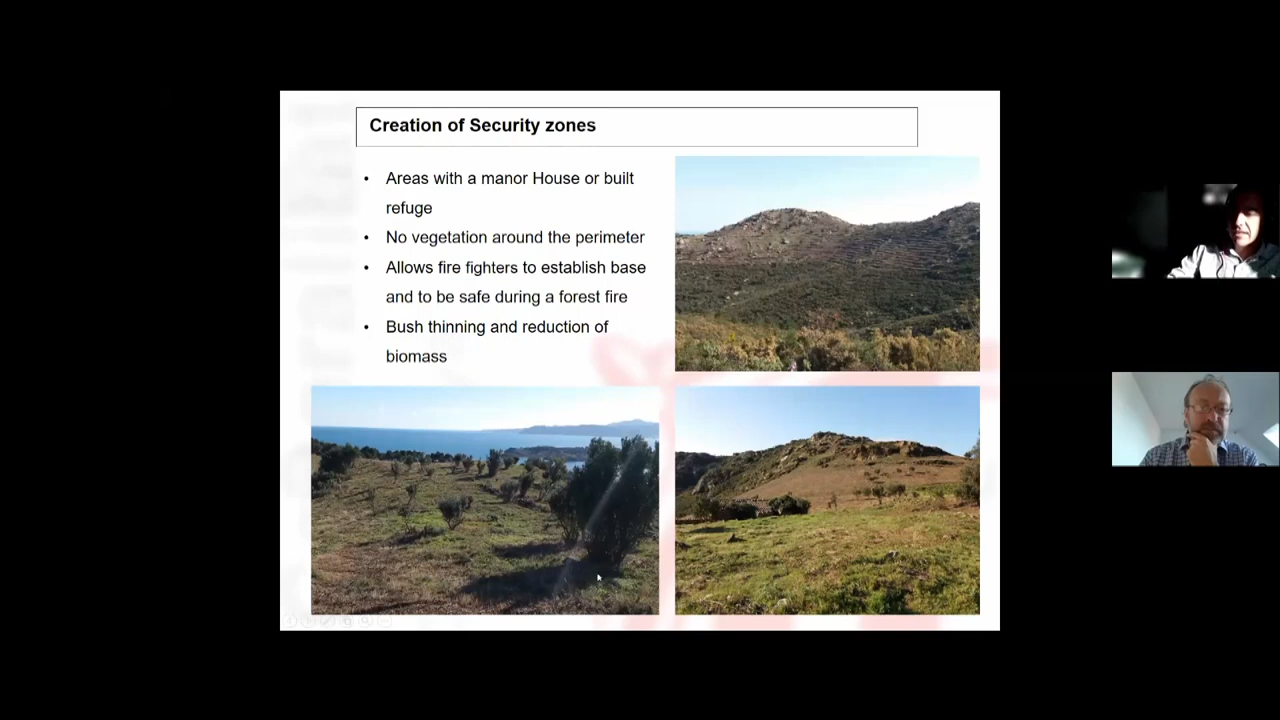 Creation of Security zones
• Areas with a manor House or built
refuge
• No vegetation around the perimeter
• Allows fire fighters to establish base
and to be safe during a forest fire
• Bush thinning and reduction of
biomass